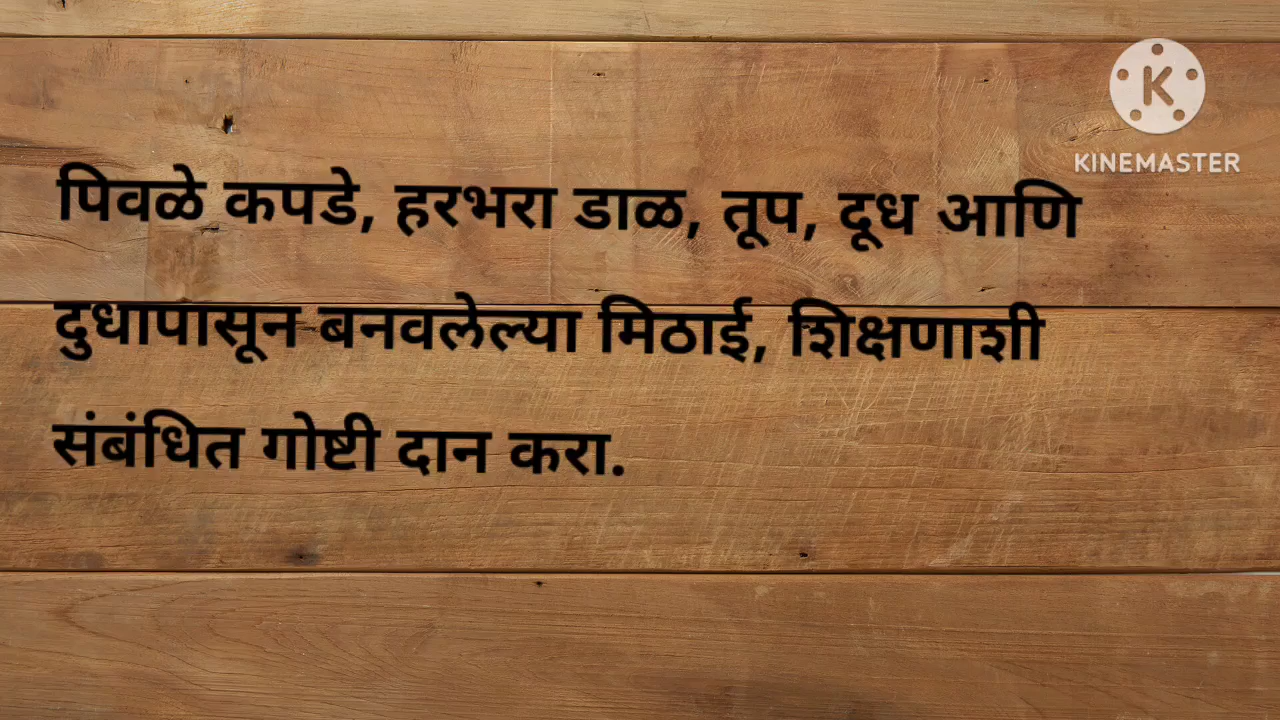 KINEMASTER
पिवळे कपडे, हरभरा डाळ, तूप, दूध आणि
दुधापासून बनवलेल्या मिठाई, शिक्षणाशी
संबंधित गोष्टी दान करा.